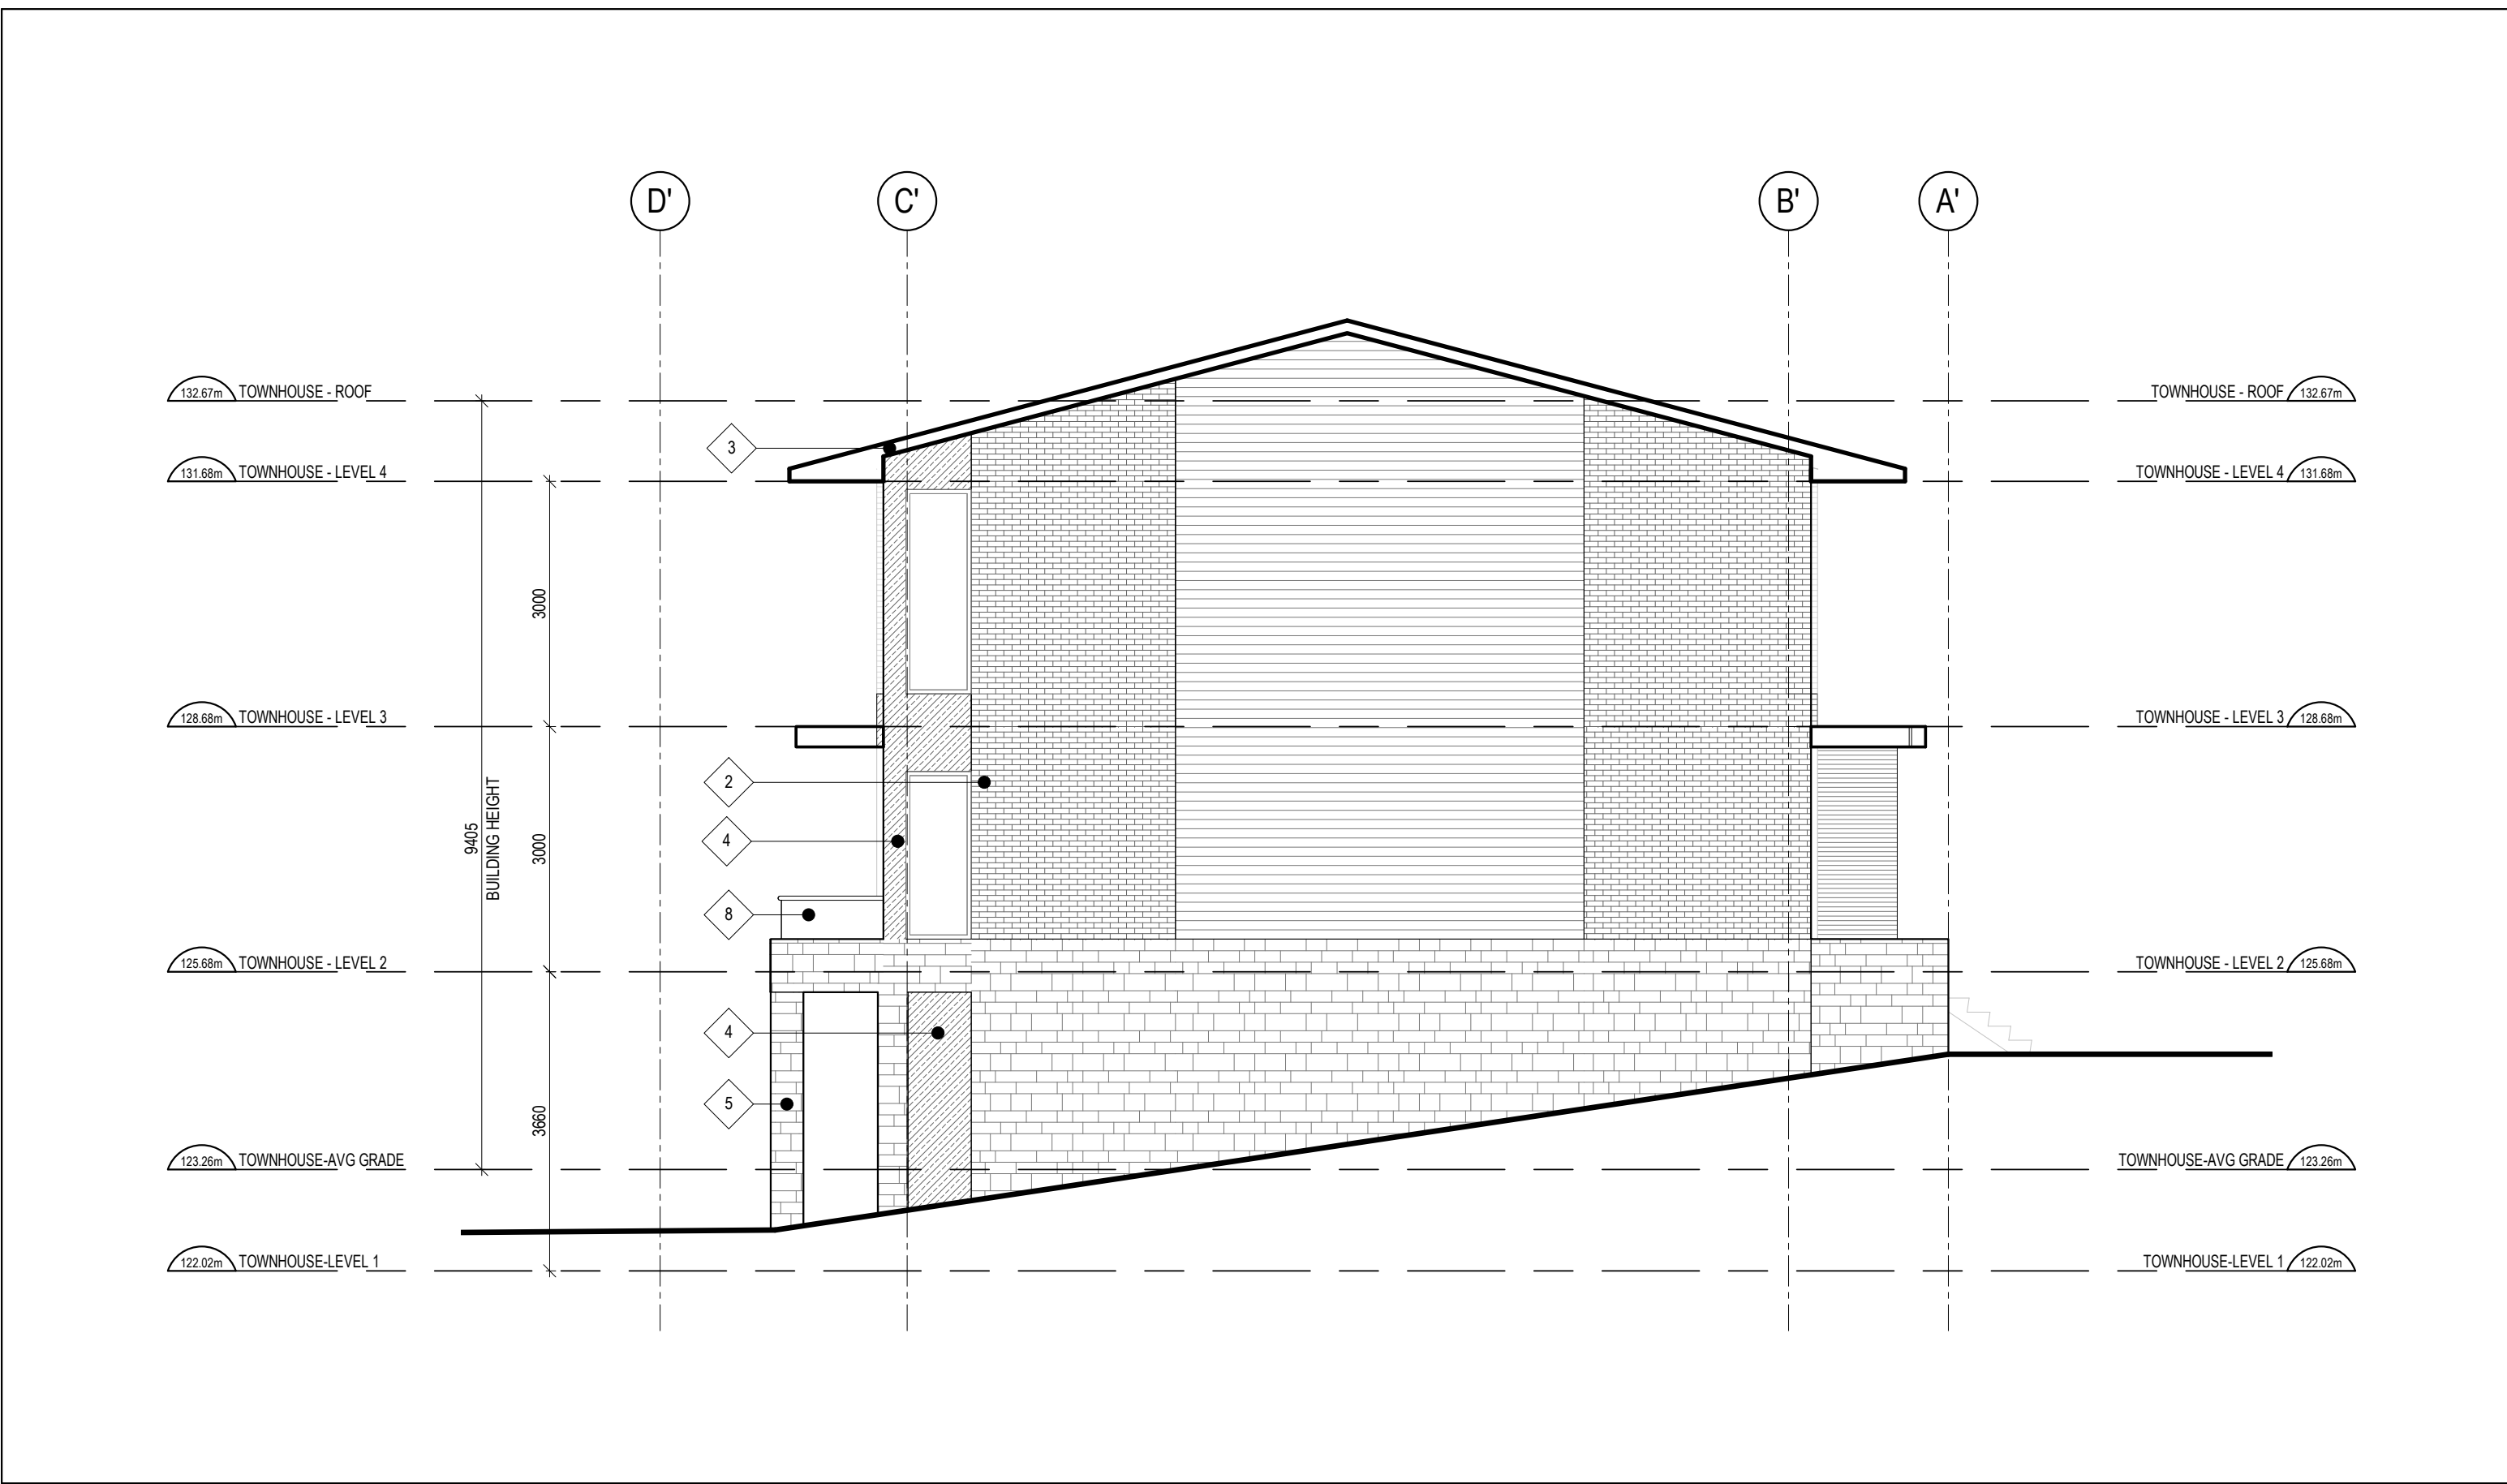 D' C' B' A'
132.67m TOWNHOUSE - ROOF
TOWNHOUSE - ROOF 132.67m
3
131.68m TOWNHOUSE - LEVEL 4
TOWNHOUSE - LEVEL 4 131.68m
3000
128.68m TOWNHOUSE - LEVEL 3
TOWNHOUSE - LEVEL 3 128.68m
2
9405
BUILDING HEIGHT
3000
4
8
125.68m TOWNHOUSE - LEVEL 2
TOWNHOUSE - LEVEL 2 125.68m
4
5
3660
123.26m TOWNHOUSE-AVG GRADE
TOWNHOUSE-AVG GRADE 123.26m
122.02m TOWNHOUSE-LEVEL 1
TOWNHOUSE-LEVEL 1 122.02m